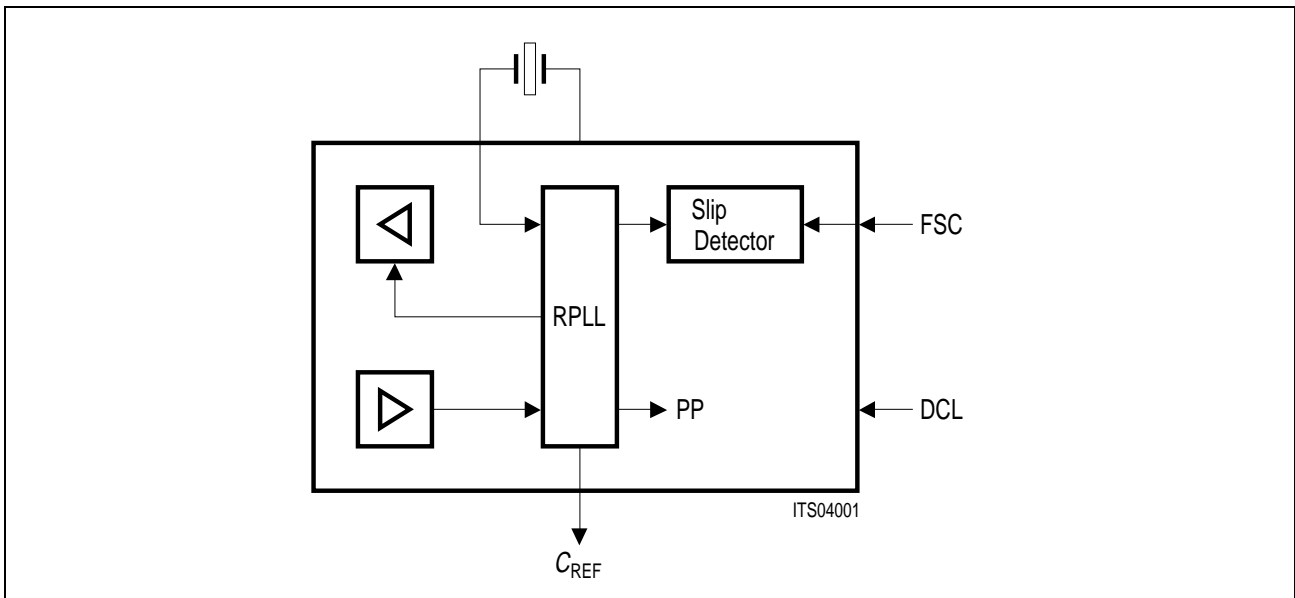 Slip
Detector
FSC
RPLL
PP
DCL
ITS04001
CREF